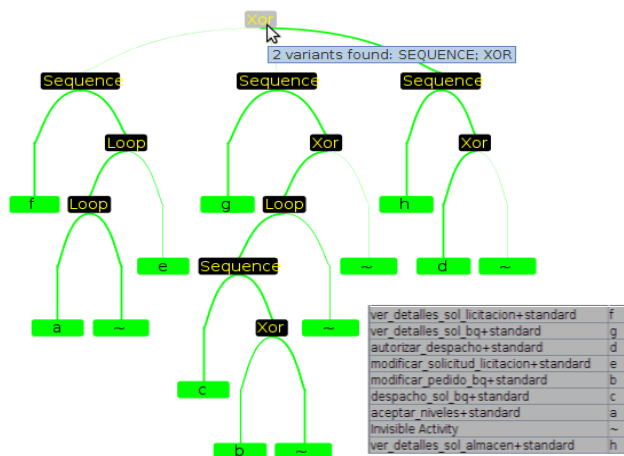 Xor
2 variants found: SEQUENCE; XOR
Sequence Sequence Sequence
Loop Xor Xor
f Loop g Loop h
e ~ d ~
Sequence
a ~ Xor ~
c
b ~
ver_detalles_sol_licitacion+standard f
ver_detalles_sol_bq+standard g
autorizar_despacho+standard d
modificar_solicitud_licitacion+standard e
modificar_pedido_bq+standard b
despacho_sol_bq+standard c
aceptar_niveles+standard a
Invisible Activity ~
ver_detalles_sol_almacen+standard h